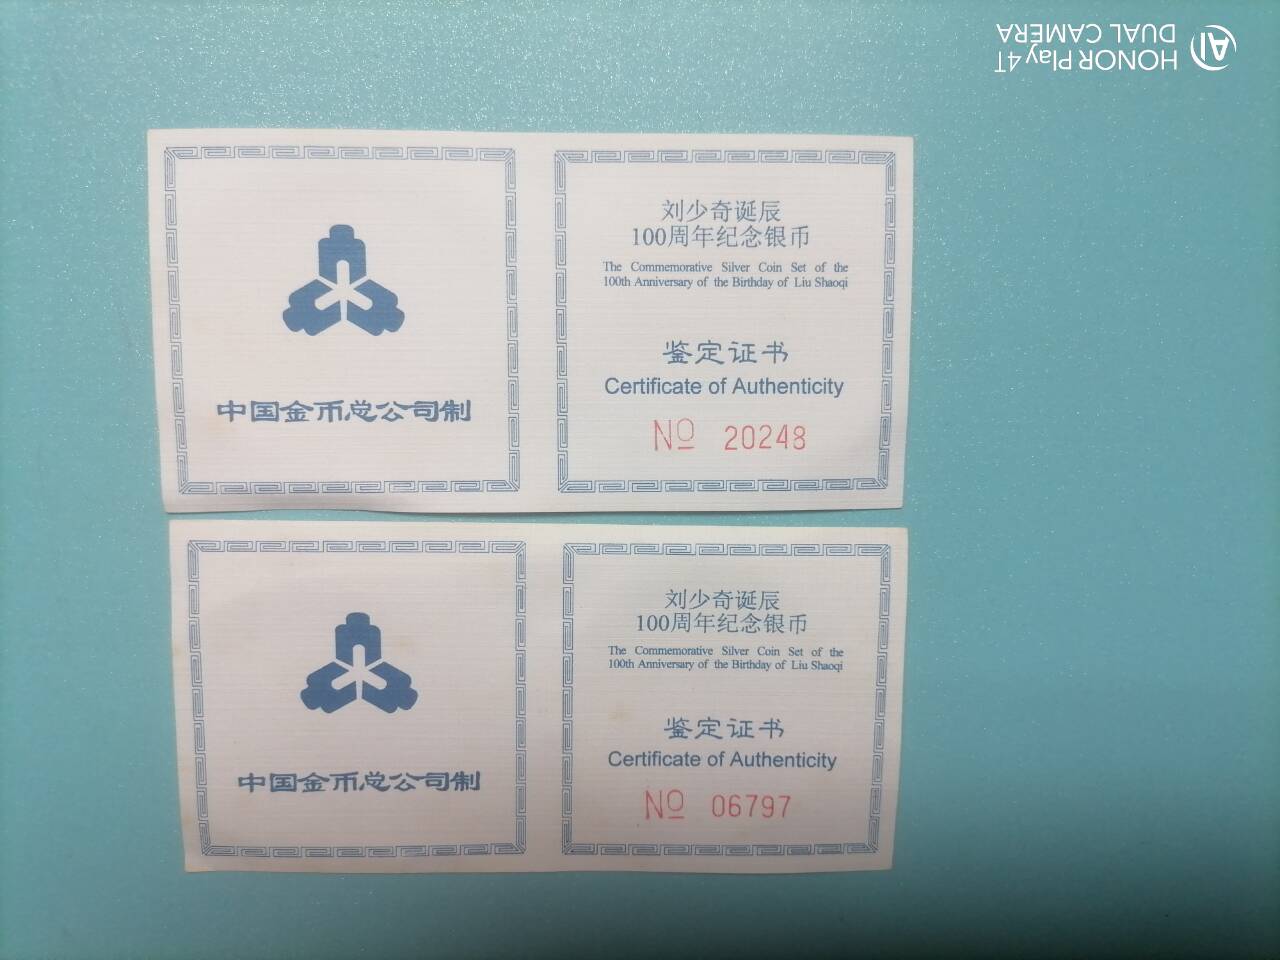 HONOR Play 4T
DUAL CAMERA
AI
中国金币总公司制
刘少奇诞辰
100周年纪念银币
The Commemorative Silver Coin Set of the
100th Anniversary of the Birthday of Liu Shaoqi
鉴定证书
Certificate of Authenticity
№ 20248
中国金币总公司制
刘少奇诞辰
100周年纪念银币
The Commemorative Silver Coin Set of the
100th Anniversary of the Birthday of Liu Shaoqi
鉴定证书
Certificate of Authenticity
№ 06797